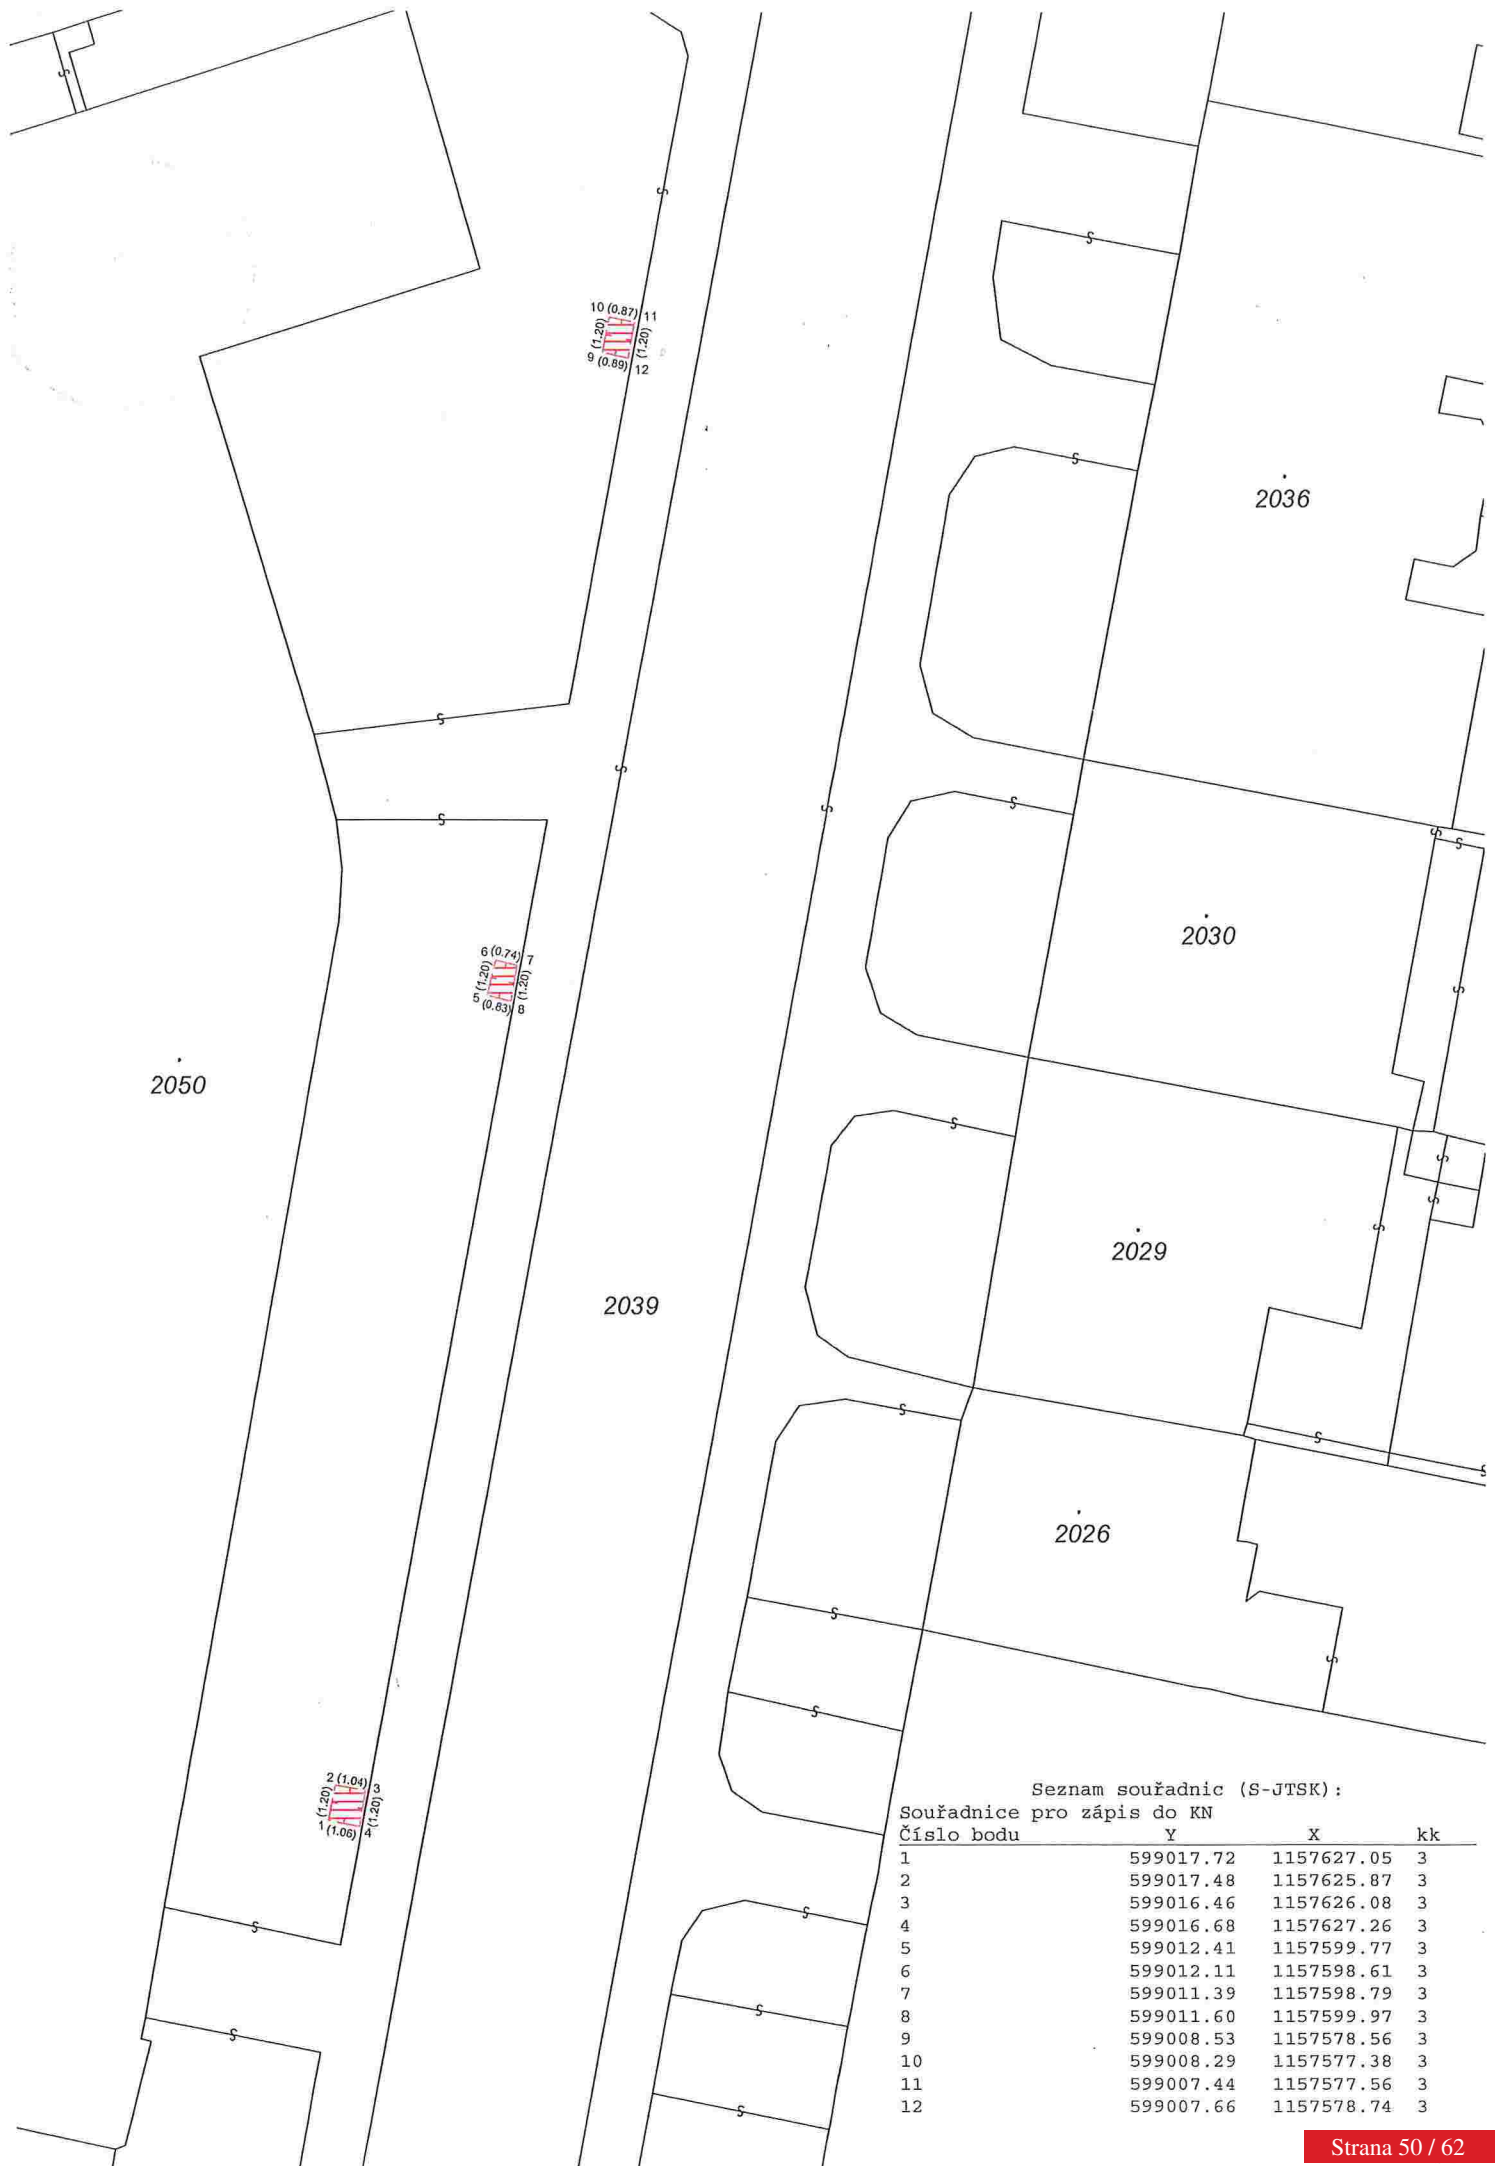 10 (0.87) 11
(1.20) (1.20)
9 (0.89) 12
2036
2030
6 (0.74) 7
(1.20) (1.20)
5 (0.83) 8
2050
2029
2039
2026
2 (1.04) 3
(1.20) (1.20)
1 (1.06) 4
Seznam souřadnic (S-JTSK):
Souřadnice pro zápis do KN
Číslo bodu Y X kk
1 599017.72 1157627.05 3
2 599017.48 1157625.87 3
3 599016.46 1157626.08 3
4 599016.68 1157627.26 3
5 599012.41 1157599.77 3
6 599012.11 1157598.61 3
7 599011.39 1157598.79 3
8 599011.60 1157599.97 3
9 599008.53 1157578.56 3
10 599008.29 1157577.38 3
11 599007.44 1157577.56 3
12 599007.66 1157578.74 3
Strana 50 / 62